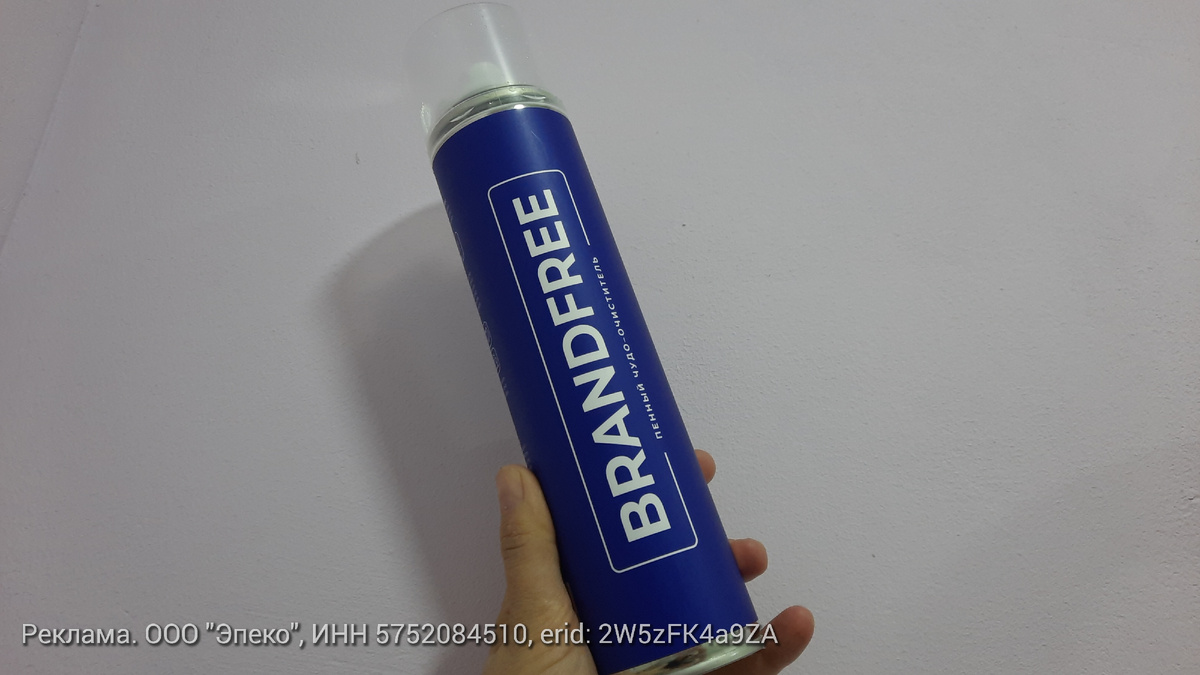 BRANDFREE
ПЕННЫЙ ЧУДО-ОЧИСТИТЕЛЬ
Реклама. ООО "Эпеко", ИНН 5752084510, erid: 2W5zFK4a9ZA